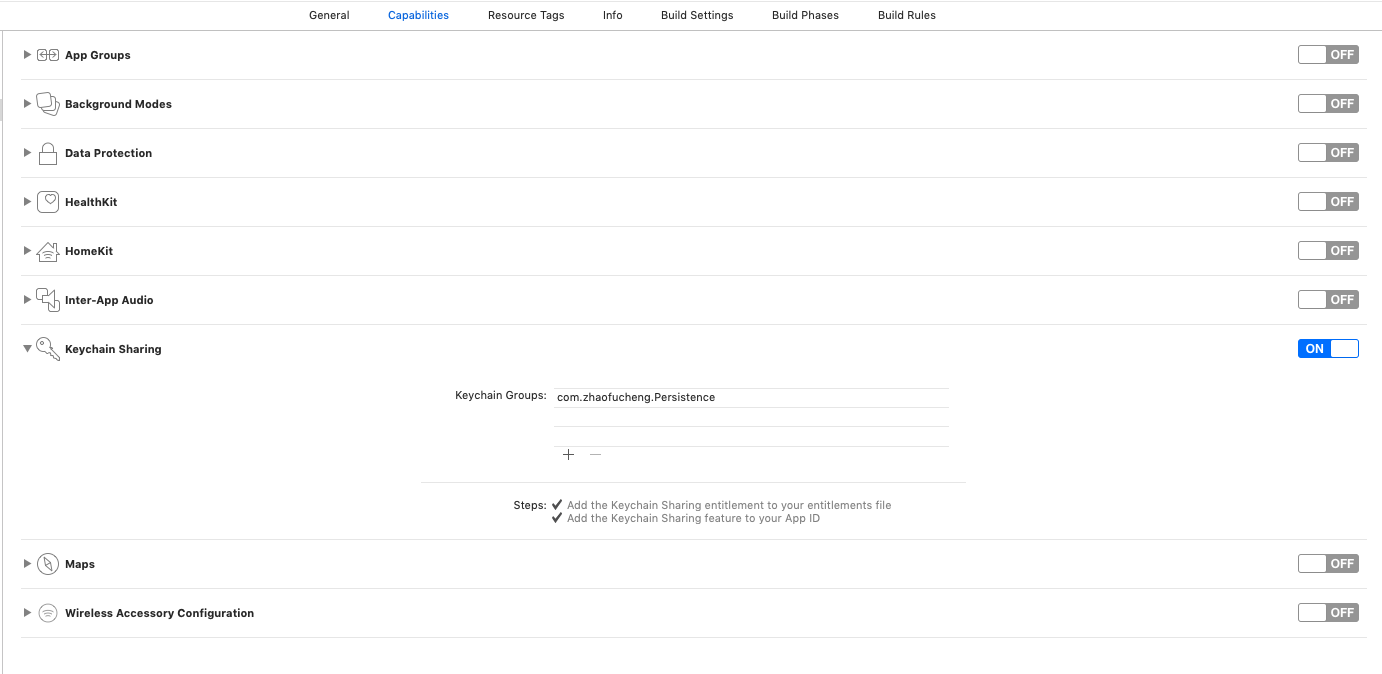 General Capabilities Resource Tags Info Build Settings Build Phases Build Rules
App Groups OFF
Background Modes OFF
Data Protection OFF
HealthKit OFF
HomeKit OFF
Inter-App Audio OFF
Keychain Sharing ON
Keychain Groups: com.zhaofucheng.Persistence
Steps: ✔ Add the Keychain Sharing entitlement to your entitlements file
✔ Add the Keychain Sharing feature to your App ID
Maps OFF
Wireless Accessory Configuration OFF